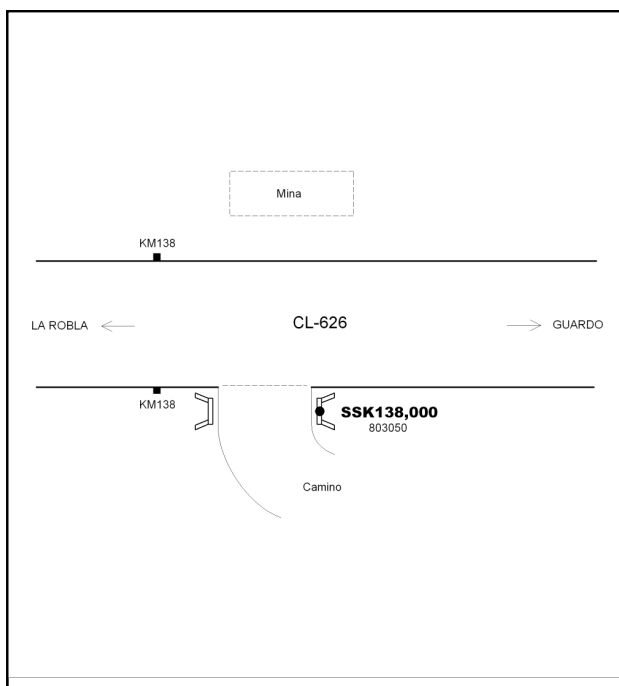 Mina
KM138
LA ROBLA
CL-626
GUARDO
KM138
SSK138,000
803050
Camino